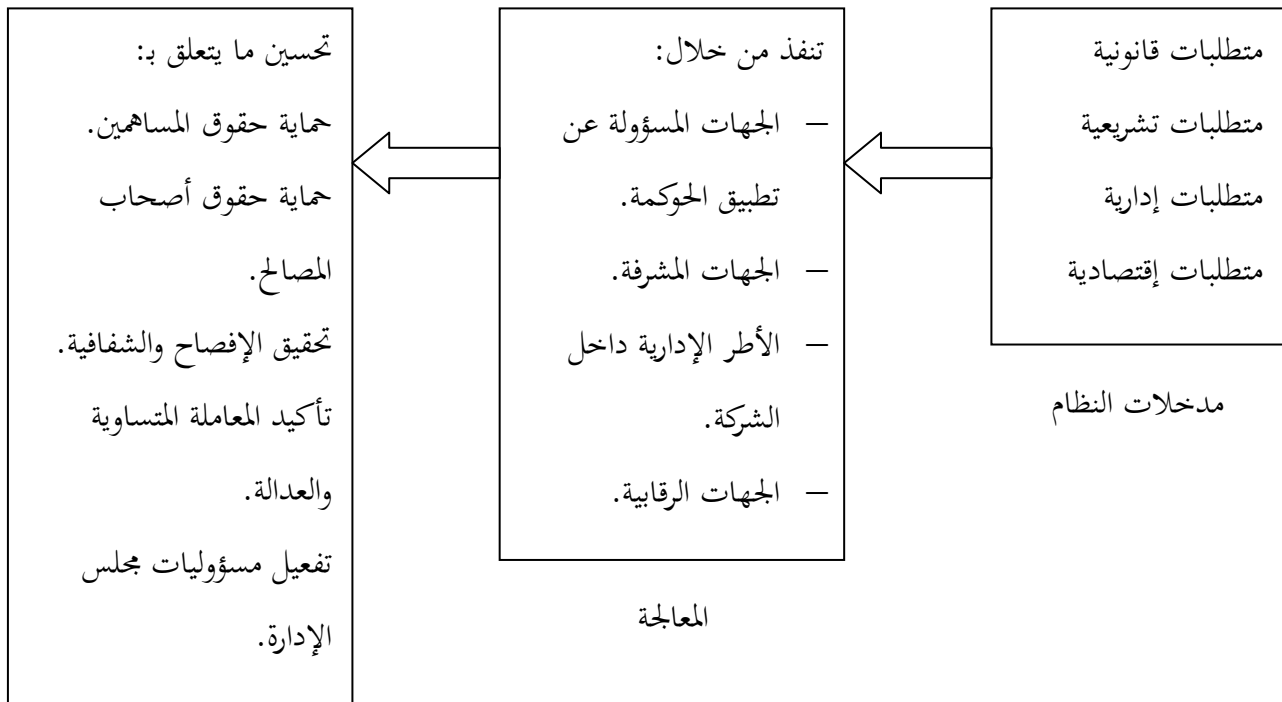 متطلبات قانونية
متطلبات تشريعية
متطلبات إدارية
متطلبات إقتصادية
مدخلات النظام
تنفذ من خلال:
– الجهات المسؤولة عن
تطبيق الحوكمة.
– الجهات المشرفة.
– الأطر الإدارية داخل
الشركة.
– الجهات الرقابية.
المعالجة
تحسين ما يتعلق بـ:
حماية حقوق المساهمين.
حماية حقوق أصحاب
المصالح.
تحقيق الإفصاح والشفافية.
تأكيد المعاملة المتساوية
والعدالة.
تفعيل مسؤوليات مجلس
الإدارة.